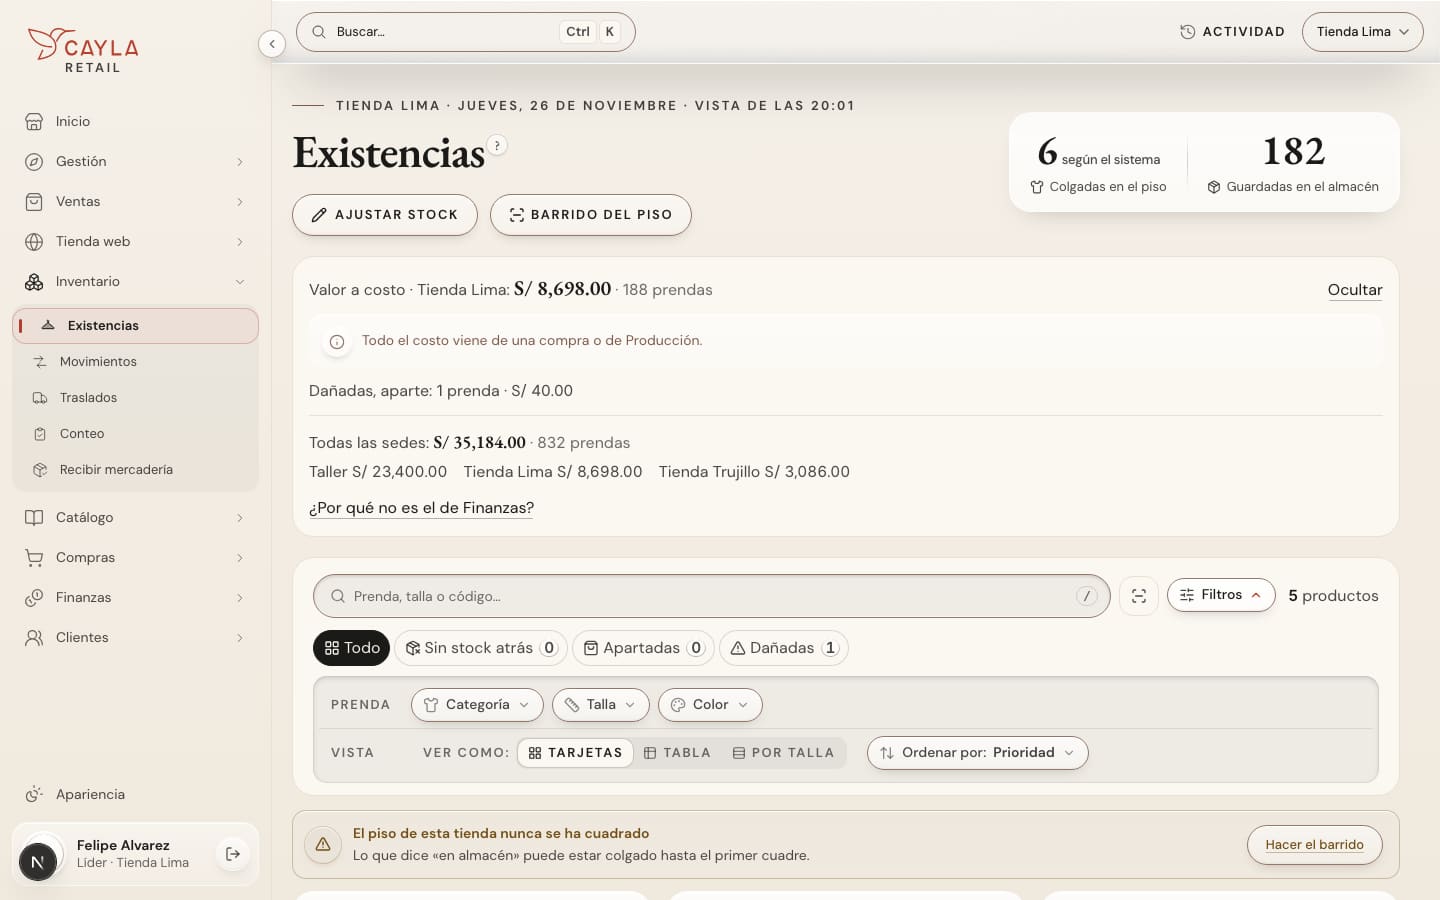 CAYLA
RETAIL
Buscar...
Ctrl K
ACTIVIDAD
Tienda Lima
Inicio
Gestión
Ventas
Tienda web
Inventario
Existencias
Movimientos
Traslados
Conteo
Recibir mercadería
Catálogo
Compras
Finanzas
Clientes
Apariencia
N
Felipe Alvarez
Líder · Tienda Lima
TIENDA LIMA · JUEVES, 26 DE NOVIEMBRE · VISTA DE LAS 20:01
Existencias ?
AJUSTAR STOCK
BARRIDO DEL PISO
6 según el sistema
Colgadas en el piso
182
Guardadas en el almacén
Valor a costo · Tienda Lima: S/ 8,698.00 · 188 prendas
Ocultar
Todo el costo viene de una compra o de Producción.
Dañadas, aparte: 1 prenda · S/ 40.00
Todas las sedes: S/ 35,184.00 · 832 prendas
Taller S/ 23,400.00 Tienda Lima S/ 8,698.00 Tienda Trujillo S/ 3,086.00
¿Por qué no es el de Finanzas?
Prenda, talla o código... /
Filtros
5 productos
Todo
Sin stock atrás 0
Apartadas 0
Dañadas 1
PRENDA Categoría Talla Color
VISTA VER COMO: TARJETAS TABLA POR TALLA Ordenar por: Prioridad
El piso de esta tienda nunca se ha cuadrado
Lo que dice «en almacén» puede estar colgado hasta el primer cuadre.
Hacer el barrido